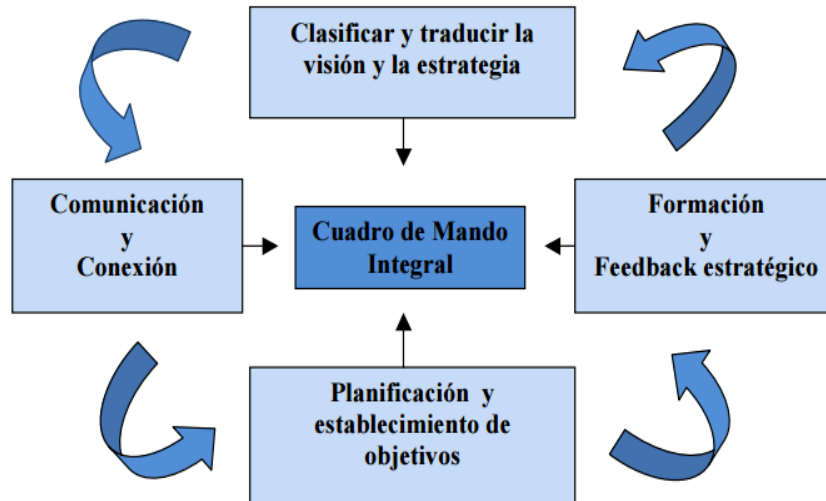 Clasificar y traducir la
visión y la estrategia
Comunicación
y
Conexión
Cuadro de Mando
Integral
Formación
y
Feedback estratégico
Planificación y
establecimiento de
objetivos